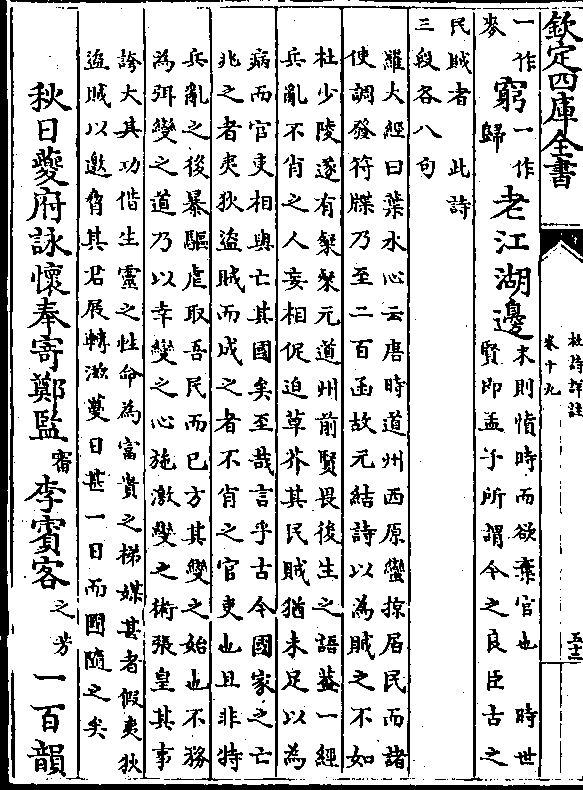 欽定四庫全書
杜詩詳註
卷十九
五十二
一作麥窮一作歸老江湖邊末則憤時而欲棄官也　時世賢即孟子所謂今之良臣古之
民賊者　此詩
三段各八句
羅大經曰葉水心云唐時道州西原蠻掠居民而諸
使調發符牒乃至二百函故元結詩以為賊之不如
杜少陵遂有粲粲元道州前賢畏後生之語蓋一經
兵亂不肖之人妄相促迫草芥其民賊猶未足以為
病而官吏相與亡其國矣至哉言乎古今國家之亡
兆之者夷狄盜賊而成之者不肖之官吏也且非特
兵亂之後暴驅虐取吾民而已方其變之始也不務
為弭變之道乃以幸變之心施激變之術張皇其事
誇大其功借生靈之性命為富貴之梯媒甚者假夷狄
盜賊以邀脅其君展轉滋蔓日甚一日而國隨之矣
秋日夔府詠懷奉寄鄭監審李賓客之芳一百韻